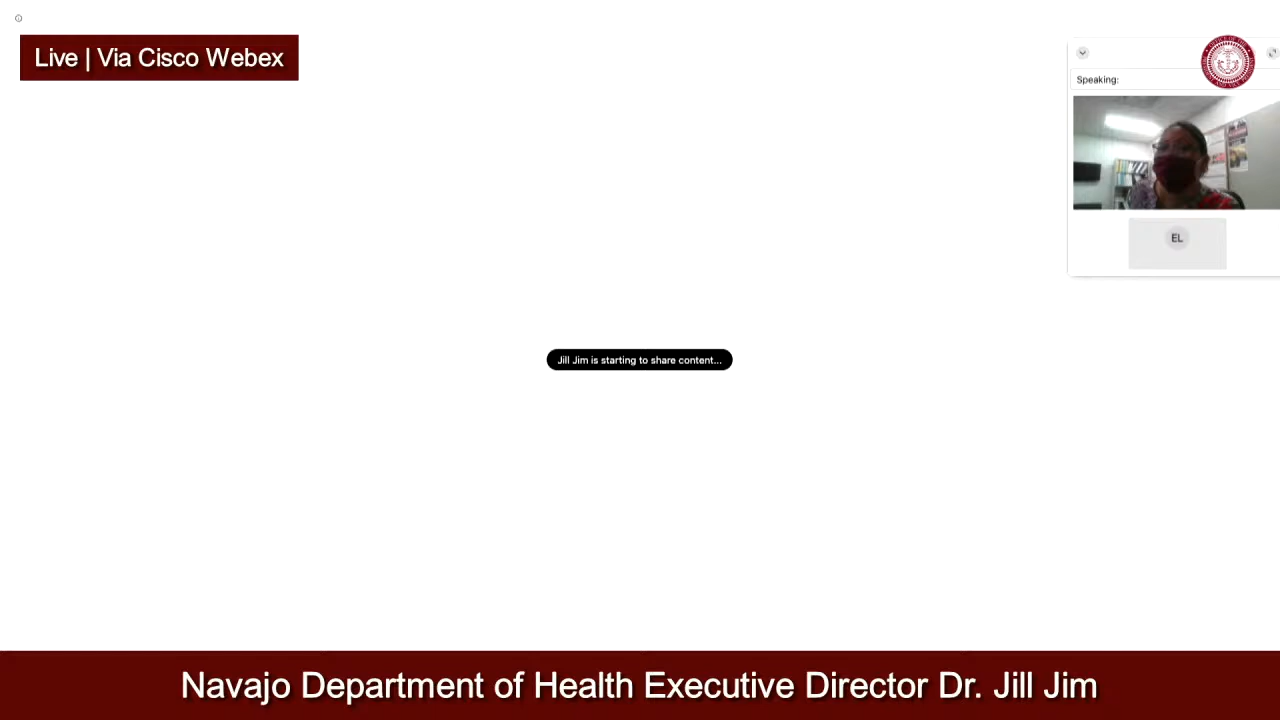 Live | Via Cisco Webex
Speaking:
EL
Jill Jim is starting to share content...
Navajo Department of Health Executive Director Dr. Jill Jim